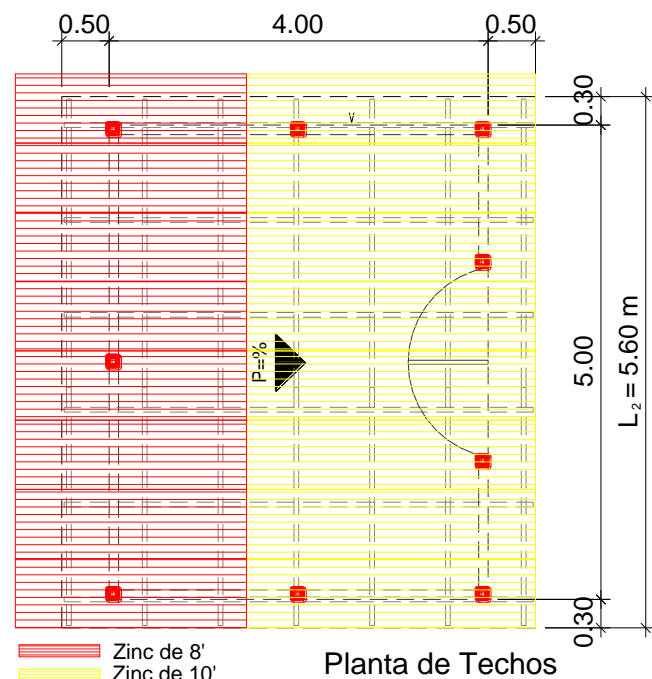 0.50 4.00 0.50
0.30
V
P=%
5.00
L₂ = 5.60 m
0.30
Zinc de 8'
Zinc de 10'
Planta de Techos